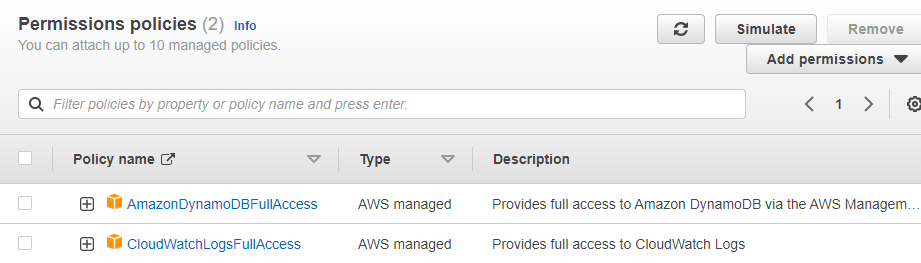 Permissions policies (2) Info
You can attach up to 10 managed policies.
Simulate
Remove
Add permissions
Filter policies by property or policy name and press enter.
1
Policy name Type Description
AmazonDynamoDBFullAccess AWS managed Provides full access to Amazon DynamoDB via the AWS Managem...
CloudWatchLogsFullAccess AWS managed Provides full access to CloudWatch Logs